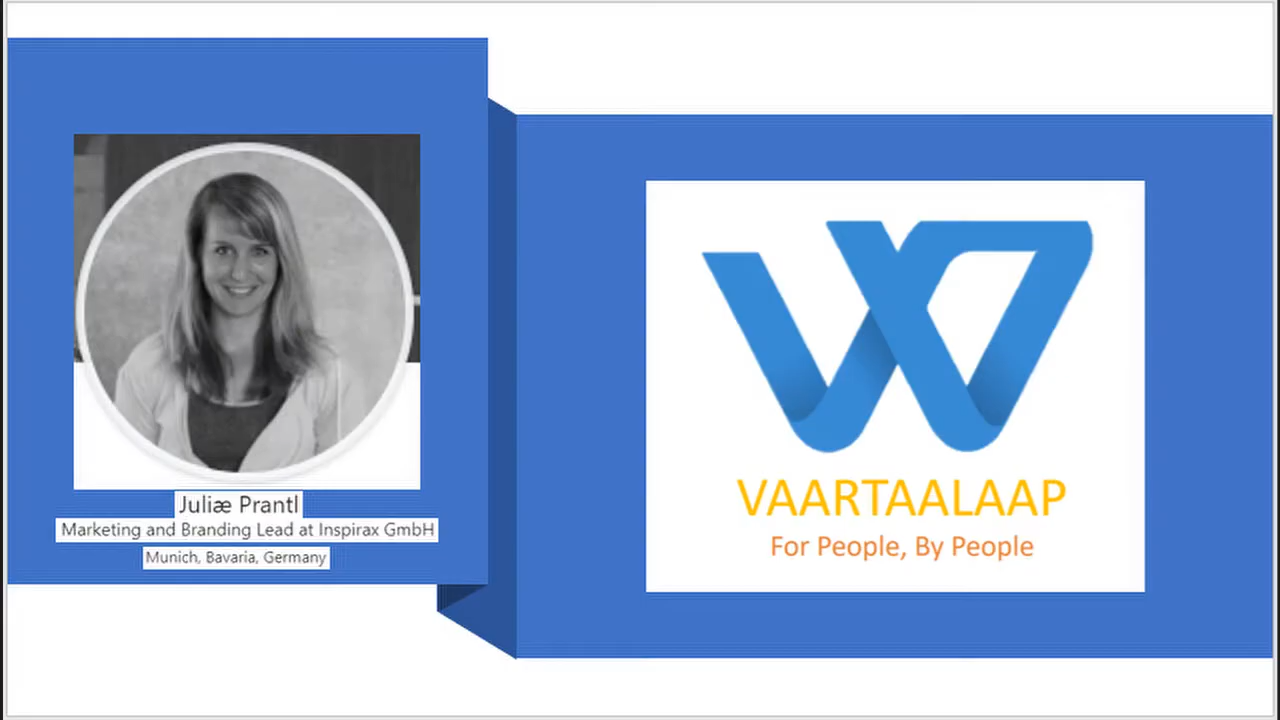 Juliæ Prantl
Marketing and Branding Lead at Inspirax GmbH
Munich, Bavaria, Germany
VAARTAALAAP
For People, By People